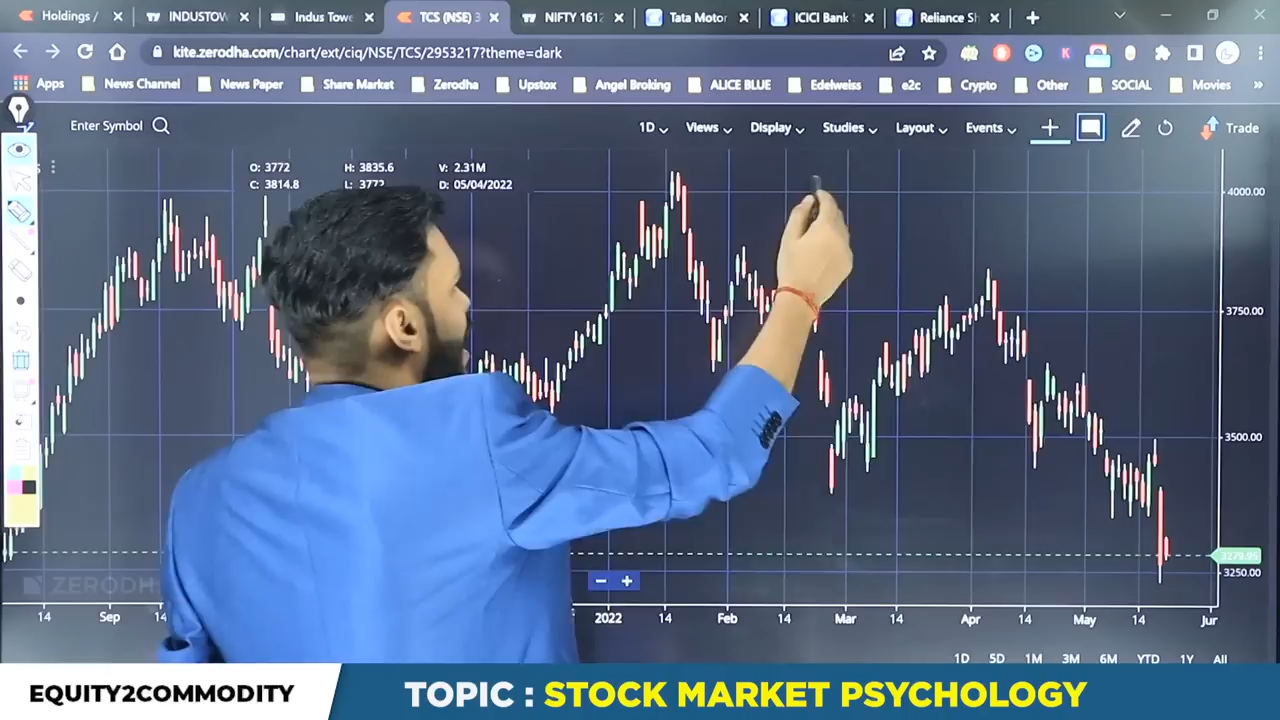 Holdings /
INDUSTOW
Indus Towe
TCS (NSE) 3
NIFTY 1612
Tata Motor
ICICI Bank
Reliance Sh
kite.zerodha.com/chart/ext/ciq/NSE/TCS/2953217?theme=dark
Apps News Channel News Paper Share Market Zerodha Upstox Angel Broking ALICE BLUE Edelweiss e2c Crypto Other SOCIAL Movies »
Enter Symbol 1D Views Display Studies Layout Events Trade
O: 3772 H: 3835.6 V: 2.31M
C: 3814.8 L: 3772 D: 05/04/2022
4000.00
3750.00
3500.00
3279.95
3250.00
ZERODH
14 Sep 14 2022 14 Feb 14 Mar 14 Apr 14 May 14 Jun
1D 5D 1M 3M 6M YTD 1Y All
EQUITY2COMMODITY
TOPIC : STOCK MARKET PSYCHOLOGY